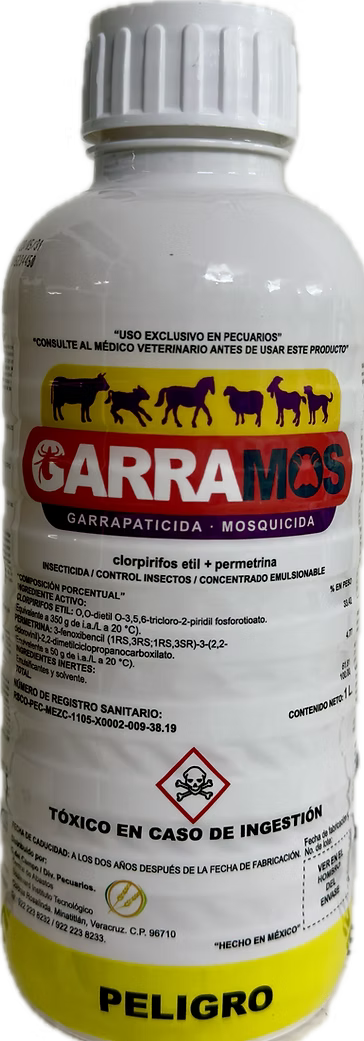 "USO EXCLUSIVO EN PECUARIOS"
"CONSULTE AL MÉDICO VETERINARIO ANTES DE USAR ESTE PRODUCTO"
GARRAMOS
GARRAPATICIDA · MOSQUICIDA
clorpirifos etil + permetrina
INSECTICIDA / CONTROL INSECTOS / CONCENTRADO EMULSIONABLE
"COMPOSICIÓN PORCENTUAL" % EN PESO
INGREDIENTE ACTIVO:
CLORPIRIFOS ETIL: O,O-dietil O-3,5,6-tricloro-2-piridil fosforotioato.
Equivalente a 350 g de i.a./L a 20 °C).
PERMETRINA: 3-fenoxibencil (1RS,3RS;1RS,3SR)-3-(2,2-
)-2,2-dimetilciclopropanocarboxilato.
a 50 g de i.a./L a 20 °C).
INGREDIENTES INERTES:
Emulsificantes y solvente.
TOTAL
NÚMERO DE REGISTRO SANITARIO:
RSCO-PEC-MEZC-1105-X0002-009-38.19
CONTENIDO NETO: 1 L
TÓXICO EN CASO DE INGESTIÓN
FECHA DE CADUCIDAD: A LOS DOS AÑOS DESPUÉS DE LA FECHA DE FABRICACIÓN.
Fecha de fabricación
No. de lote:
VER EN EL
HOMBRO
DEL
ENVASE
por:
Campo / Div. Pecuarios.
de Abastos
Instituto Tecnológico
Minatitlán, Veracruz. C.P. 96710
922 223 8232 / 922 223 8233.
"HECHO EN MÉXICO"
PELIGRO